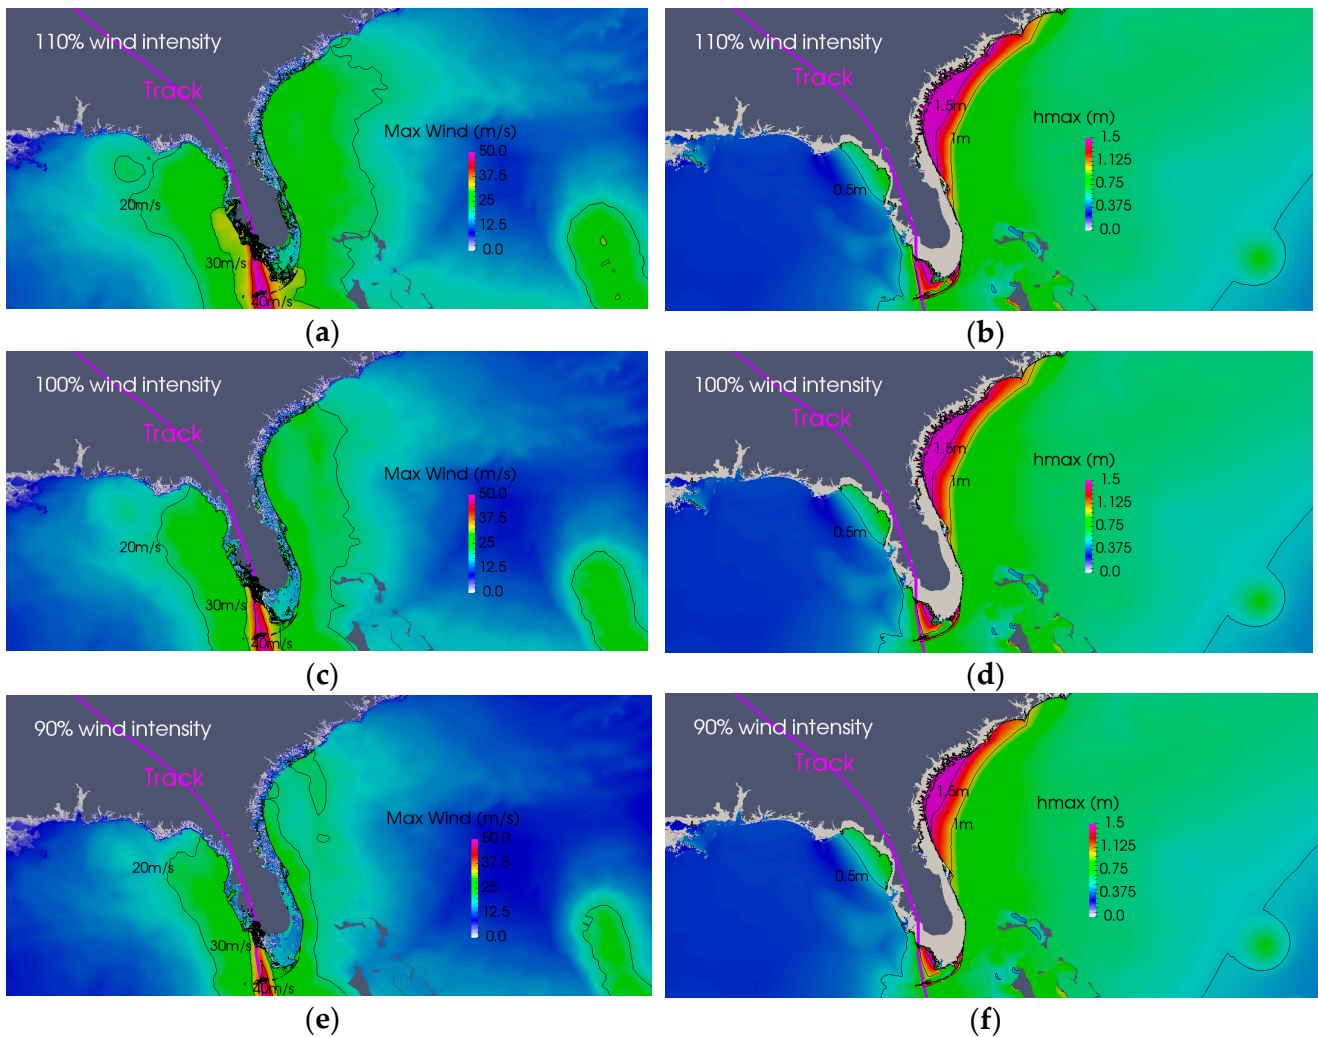 110% wind intensity
Track
Max Wind (m/s)
50.0
37.5
25
12.5
0.0
20m/s
30m/s
40m/s
(a)
110% wind intensity
Track
1.5m
1m
0.5m
hmax (m)
1.5
1.125
0.75
0.375
0.0
(b)
100% wind intensity
Track
Max Wind (m/s)
50.0
37.5
25
12.5
0.0
20m/s
30m/s
40m/s
(c)
100% wind intensity
Track
1.5m
1m
0.5m
hmax (m)
1.5
1.125
0.75
0.375
0.0
(d)
90% wind intensity
Track
Max Wind (m/s)
50.0
37.5
25
12.5
0.0
20m/s
30m/s
40m/s
(e)
90% wind intensity
Track
1.5m
1m
0.5m
hmax (m)
1.5
1.125
0.75
0.375
0.0
(f)